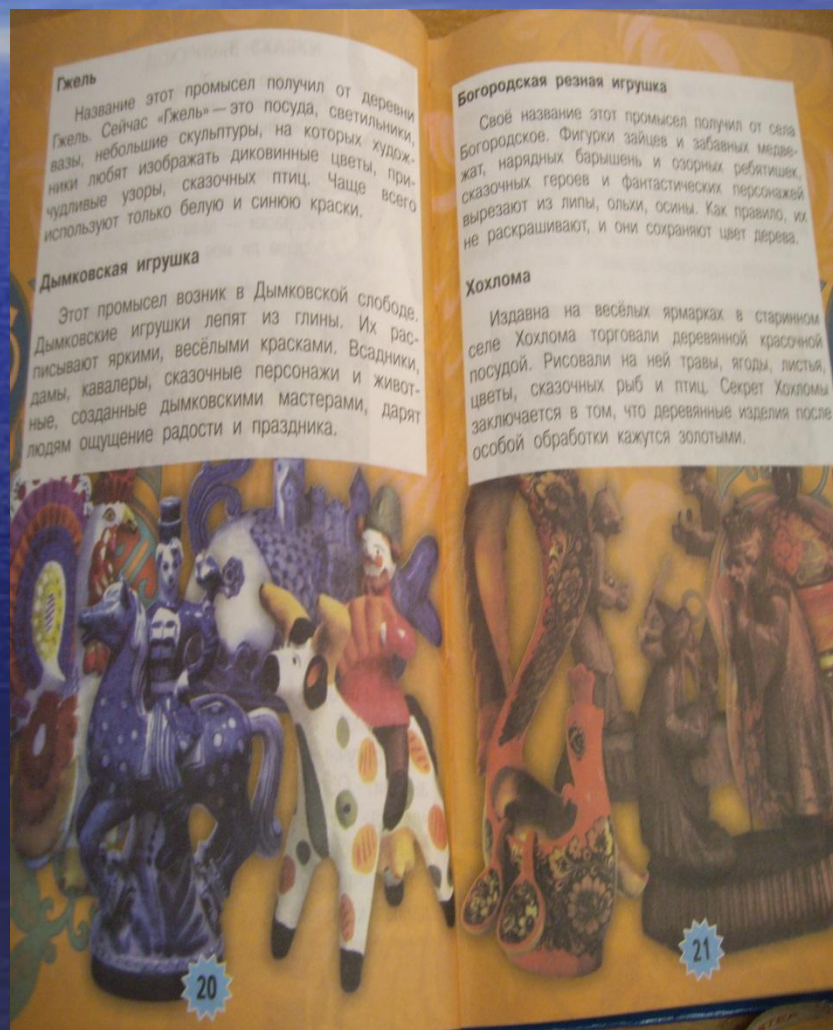 Гжель
Название этот промысел получил от деревни
Гжель. Сейчас «Гжель» — это посуда, светильники,
вазы, небольшие скульптуры, на которых худож-
ники любят изображать диковинные цветы, при-
чудливые узоры, сказочных птиц. Чаще всего
используют только белую и синюю краски.
Дымковская игрушка
Этот промысел возник в Дымковской слободе.
Дымковские игрушки лепят из глины. Их рас-
писывают яркими, весёлыми красками. Всадники,
дамы, кавалеры, сказочные персонажи и живот-
ные, созданные дымковскими мастерами, дарят
людям ощущение радости и праздника.
20
Богородская резная игрушка
Своё название этот промысел получил от села
Богородское. Фигурки зайцев и забавных медве-
жат, нарядных барышень и озорных ребятишек,
сказочных героев и фантастических персонажей
вырезают из липы, ольхи, осины. Как правило, их
не раскрашивают, и они сохраняют цвет дерева.
Хохлома
Издавна на весёлых ярмарках в старинном
селе Хохлома торговали деревянной красочной
посудой. Рисовали на ней травы, ягоды, листья,
цветы, сказочных рыб и птиц. Секрет Хохломы
заключается в том, что деревянные изделия после
особой обработки кажутся золотыми.
21